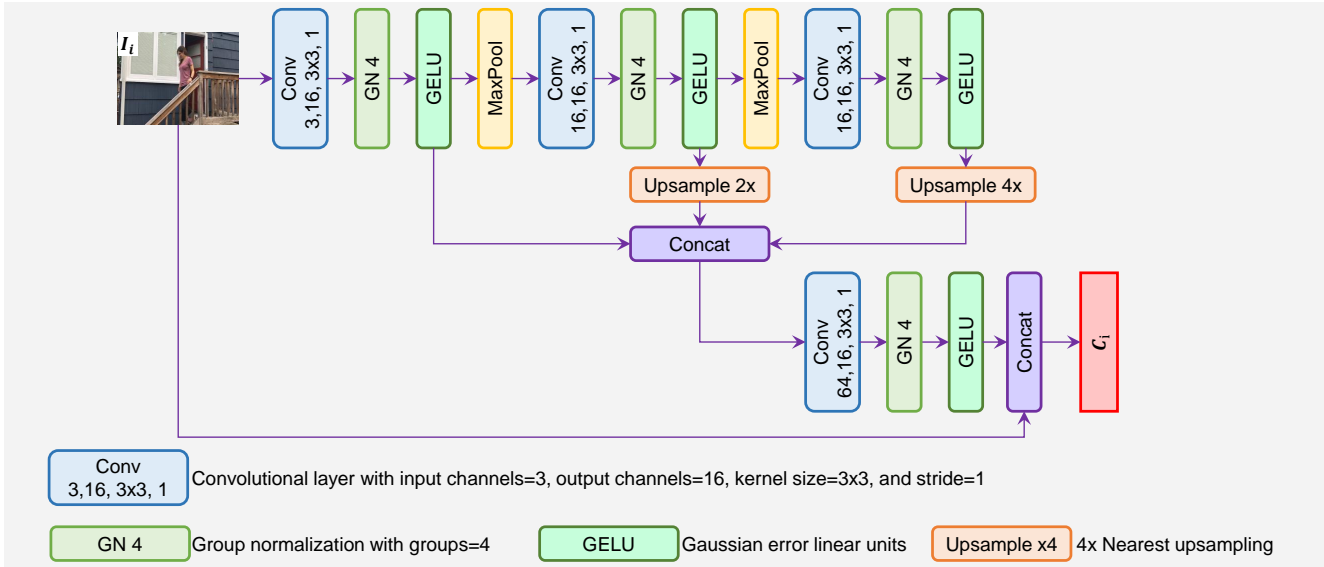 I_i
Conv
3,16, 3x3, 1
GN 4
GELU
MaxPool
Conv
16,16, 3x3, 1
GN 4
GELU
MaxPool
Conv
16,16, 3x3, 1
GN 4
GELU
Upsample 2x
Upsample 4x
Concat
Conv
64,16, 3x3, 1
GN 4
GELU
Concat
C_i
Conv
3,16, 3x3, 1
Convolutional layer with input channels=3, output channels=16, kernel size=3x3, and stride=1
GN 4 Group normalization with groups=4 GELU Gaussian error linear units Upsample x4 4x Nearest upsampling